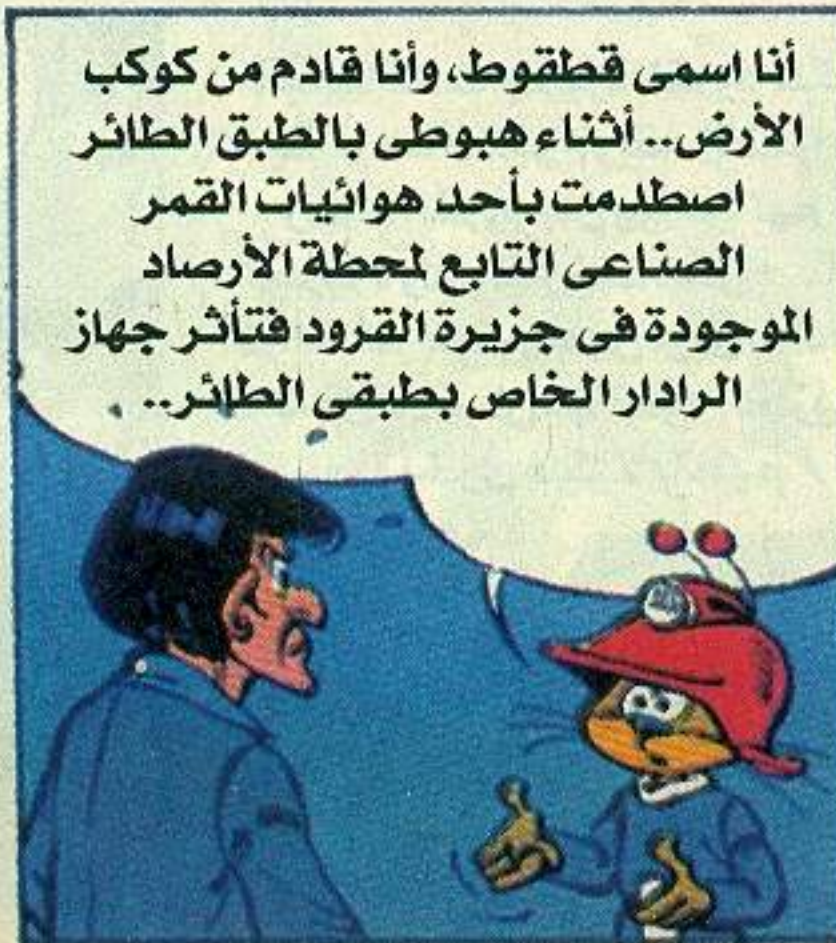 أنا اسمى قطقوط، وأنا قادم من كوكب
الأرض.. أثناء هبوطى بالطبق الطائر
اصطدمت بأحد هوائيات القمر
الصناعى التابع لمحطة الأرصاد
الموجودة فى جزيرة القرود فتأثر جهاز
الرادار الخاص بطبقى الطائر..